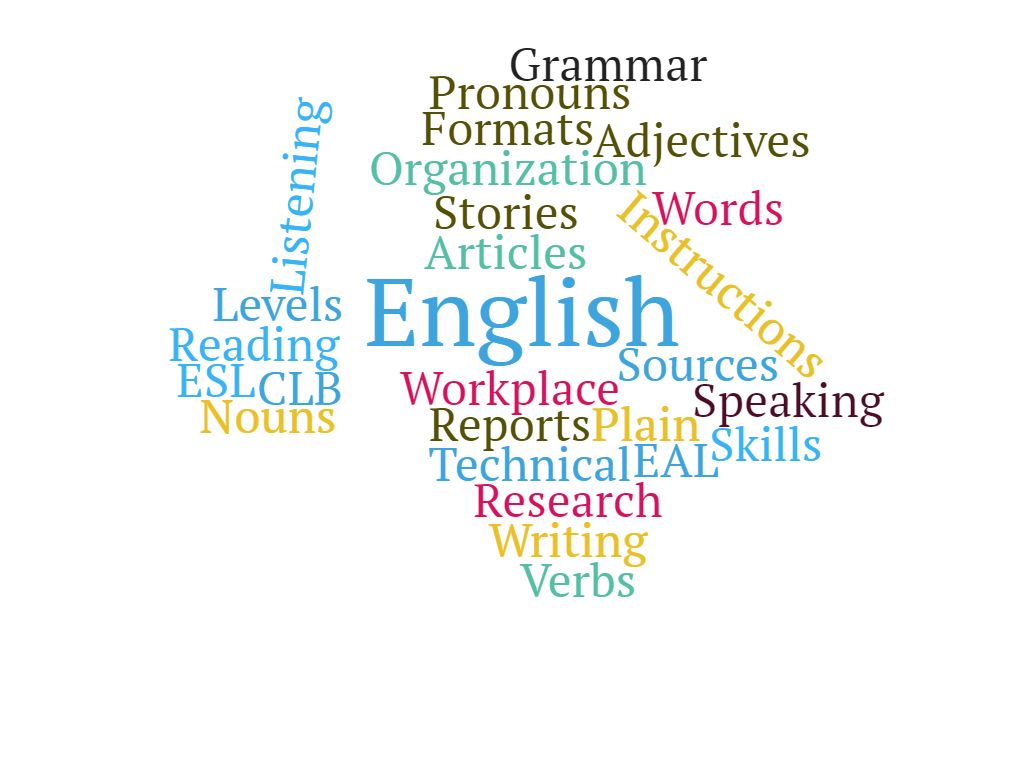 Grammar
Pronouns
Formats
Adjectives
Listening
Organization
Words
Stories
Instructions
Articles
English
Levels
Reading
Sources
ESL
CLB
Workplace
Speaking
Nouns
Reports
Plain
Skills
Technical
EAL
Research
Writing
Verbs